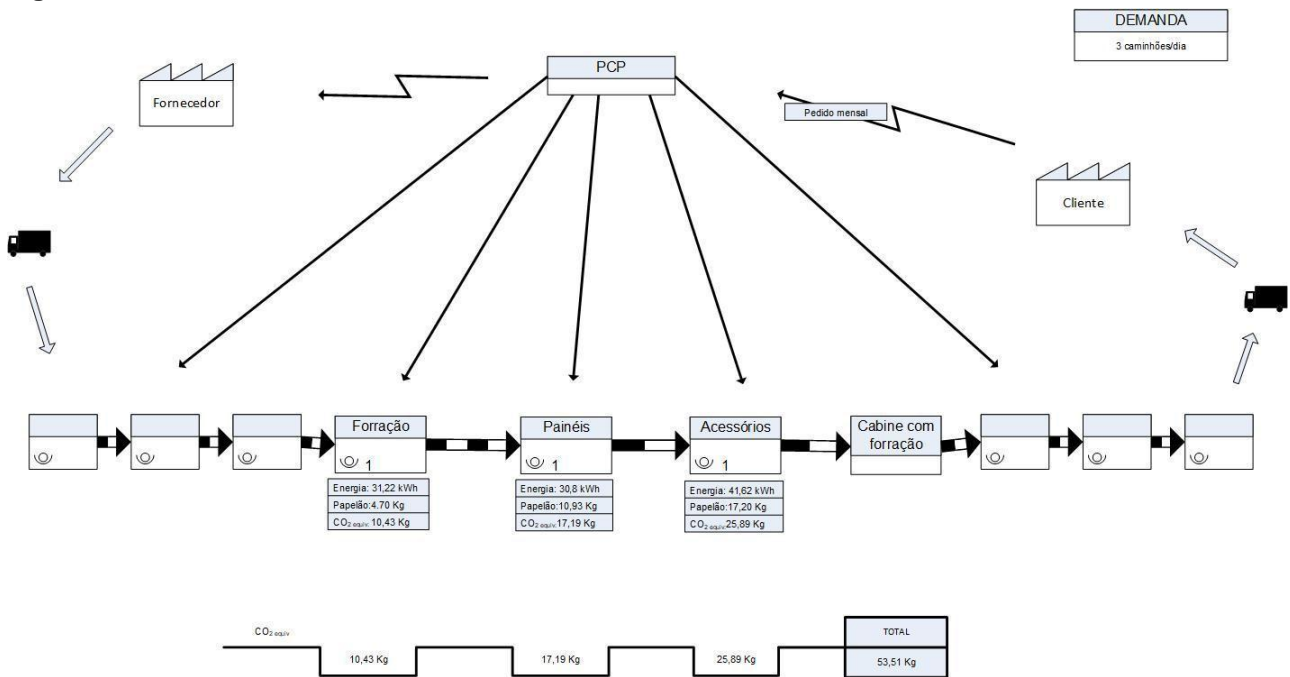 DEMANDA
3 caminhões/dia
PCP
Fornecedor
Pedido mensal
Cliente
Forração
1
Energia: 31,22 kWh
Papelão:4.70 Kg
CO2 equiv. 10,43 Kg
Painéis
1
Energia: 30,8 kWh
Papelão:10,93 Kg
CO2 equiv.17,19 Kg
Acessórios
1
Energia: 41,62 kWh
Papelão:17,20 Kg
CO2 equiv.25,89 Kg
Cabine com
forração
CO2 equiv
10,43 Kg
17,19 Kg
25,89 Kg
TOTAL
53,51 Kg